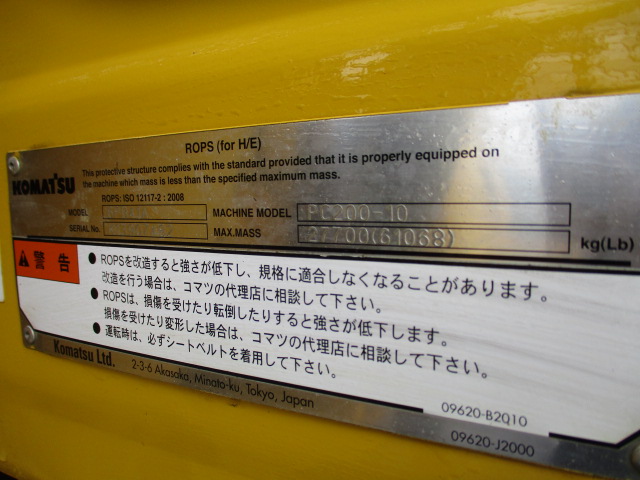 ROPS (for H/E)
KOMATSU
This protective structure complies with the standard provided that it is properly equipped on
the machine which mass is less than the specified maximum mass.
ROPS: ISO 12117-2 : 2008
MODEL
MACHINE MODEL PC200-10
SERIAL No.
MAX.MASS 27700(61068) kg(Lb)
警告
● ROPSを改造すると強さが低下し、規格に適合しなくなることがあります。
改造を行う場合は、コマツの代理店に相談して下さい。
● ROPSは、損傷を受けたり転倒したりすると強さが低下します。
損傷を受けたり変形した場合は、コマツの代理店に相談して下さい。
● 運転時は、必ずシートベルトを着用して下さい。
Komatsu Ltd.
2-3-6 Akasaka, Minato-ku, Tokyo, Japan
09620-B2Q10
09620-J2000